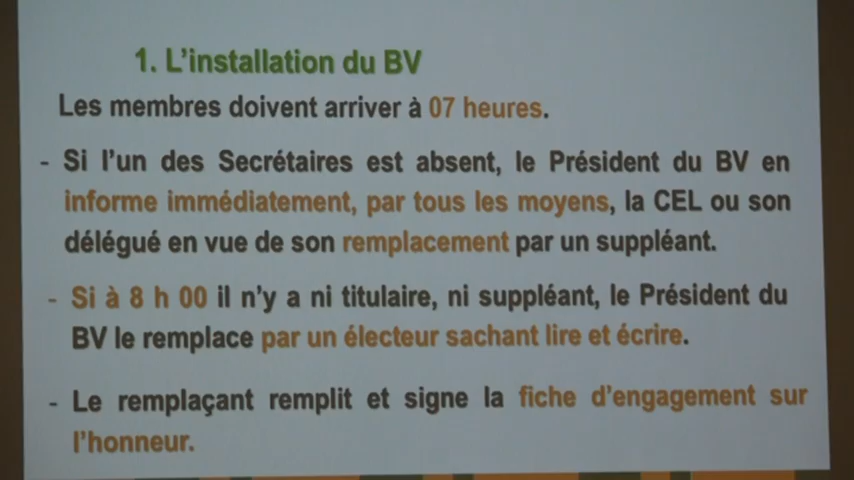 1. L'installation du BV
Les membres doivent arriver à 07 heures.
- Si l'un des Secrétaires est absent, le Président du BV en
informe immédiatement, par tous les moyens, la CEL ou son
délégué en vue de son remplacement par un suppléant.
- Si à 8 h 00 il n'y a ni titulaire, ni suppléant, le Président du
BV le remplace par un électeur sachant lire et écrire.
- Le remplaçant remplit et signe la fiche d'engagement sur
l'honneur.